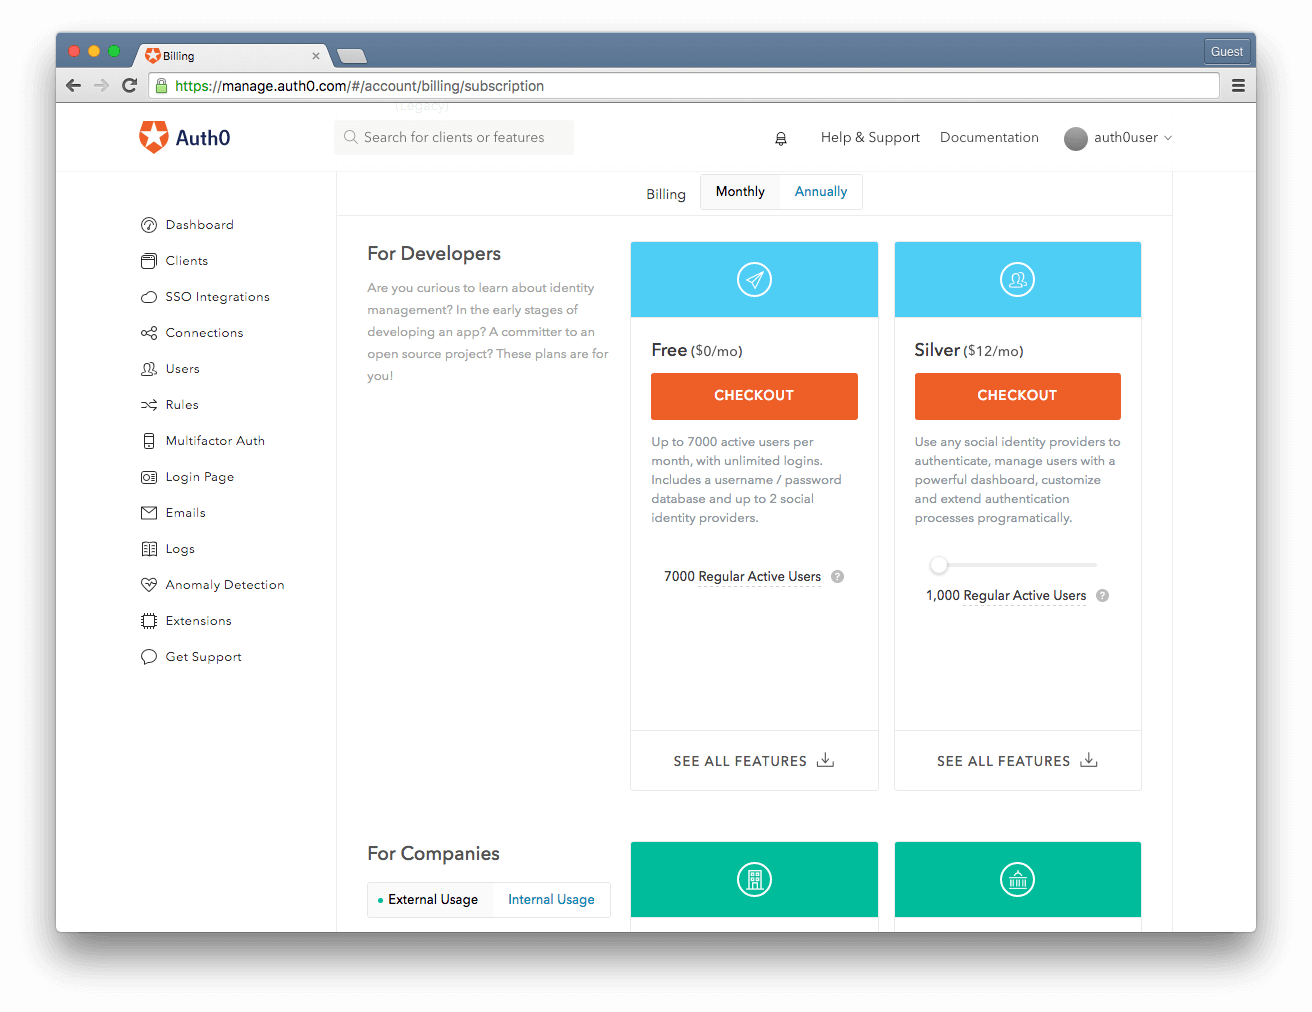 Billing
Guest
https://manage.auth0.com/#/account/billing/subscription
(Legacy)
Auth0
Search for clients or features
Help & Support
Documentation
auth0user
Billing
Monthly
Annually
Dashboard
Clients
SSO Integrations
Connections
Users
Rules
Multifactor Auth
Login Page
Emails
Logs
Anomaly Detection
Extensions
Get Support
For Developers
Are you curious to learn about identity
management? In the early stages of
developing an app? A committer to an
open source project? These plans are for
you!
Free ($0/mo)
CHECKOUT
Up to 7000 active users per
month, with unlimited logins.
Includes a username / password
database and up to 2 social
identity providers.
7000 Regular Active Users ?
SEE ALL FEATURES
Silver ($12/mo)
CHECKOUT
Use any social identity providers to
authenticate, manage users with a
powerful dashboard, customize
and extend authentication
processes programatically.
1,000 Regular Active Users ?
SEE ALL FEATURES
For Companies
External Usage
Internal Usage